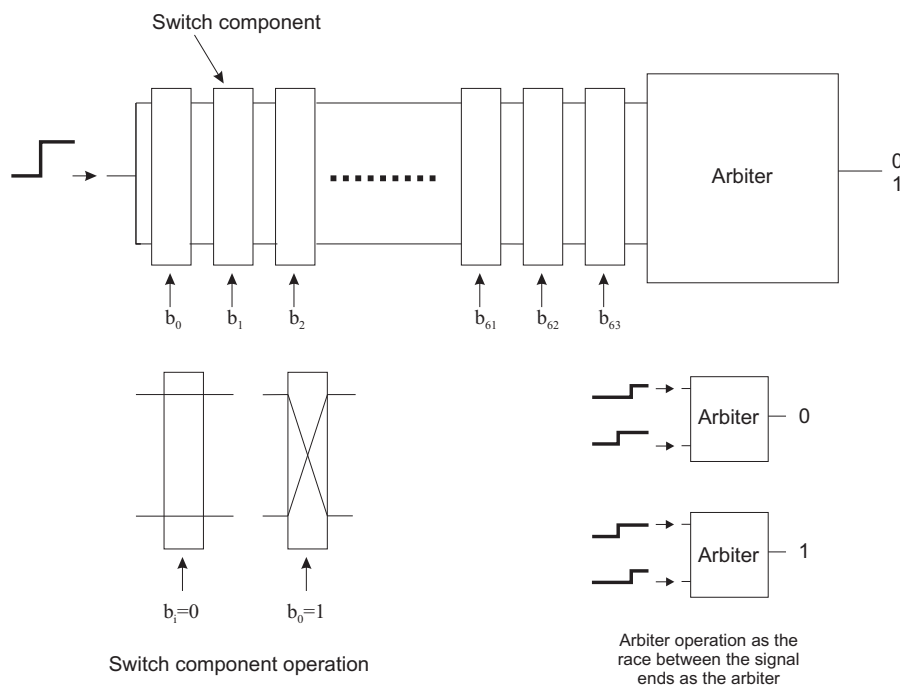 Switch component
Arbiter
0
1
b0 b1 b2 b61 b62 b63
Arbiter 0
Arbiter 1
bi=0 b0=1
Switch component operation
Arbiter operation as the
race between the signal
ends as the arbiter